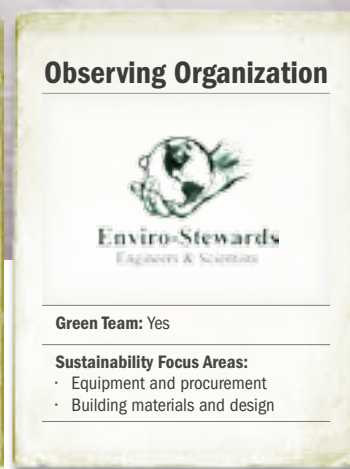 Observing Organization
Enviro-Stewards
Engineers & Scientists
Green Team: Yes
Sustainability Focus Areas:
· Equipment and procurement
· Building materials and design